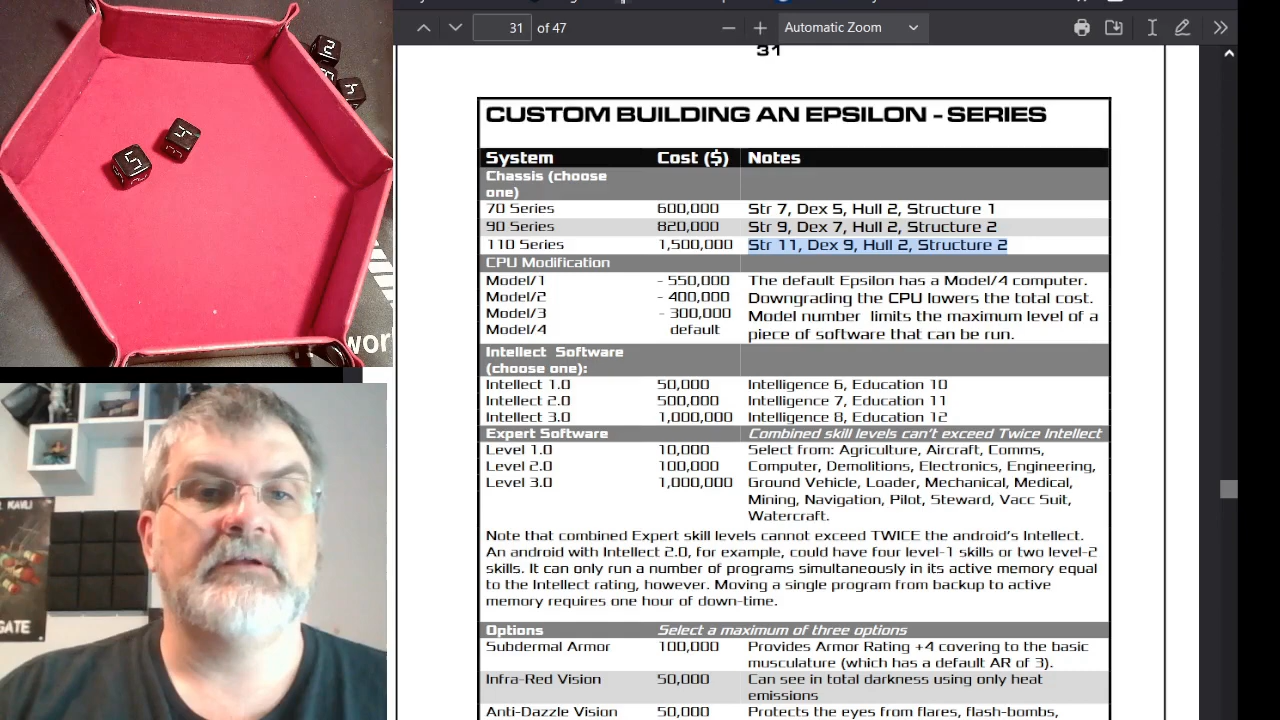 31 of 47
Automatic Zoom
31
CUSTOM BUILDING AN EPSILON - SERIES
System Cost ($) Notes
Chassis (choose
one)
70 Series 600,000 Str 7, Dex 5, Hull 2, Structure 1
90 Series 820,000 Str 9, Dex 7, Hull 2, Structure 2
110 Series 1,500,000 Str 11, Dex 9, Hull 2, Structure 2
CPU Modification
Model/1 - 550,000 The default Epsilon has a Model/4 computer.
Model/2 - 400,000 Downgrading the CPU lowers the total cost.
Model/3 - 300,000 Model number limits the maximum level of a
Model/4 default piece of software that can be run.
Intellect Software
(choose one):
Intellect 1.0 50,000 Intelligence 6, Education 10
Intellect 2.0 500,000 Intelligence 7, Education 11
Intellect 3.0 1,000,000 Intelligence 8, Education 12
Expert Software Combined skill levels can't exceed Twice Intellect
Level 1.0 10,000 Select from: Agriculture, Aircraft, Comms,
Level 2.0 100,000 Computer, Demolitions, Electronics, Engineering,
Level 3.0 1,000,000 Ground Vehicle, Loader, Mechanical, Medical,
Mining, Navigation, Pilot, Steward, Vacc Suit,
Watercraft.
Note that combined Expert skill levels cannot exceed TWICE the android's Intellect.
An android with Intellect 2.0, for example, could have four level-1 skills or two level-2
skills. It can only run a number of programs simultaneously in its active memory equal
to the Intellect rating, however. Moving a single program from backup to active
memory requires one hour of down-time.
Options Select a maximum of three options
Subdermal Armor 100,000 Provides Armor Rating +4 covering to the basic
musculature (which has a default AR of 3).
Infra-Red Vision 50,000 Can see in total darkness using only heat
emissions
Anti-Dazzle Vision 50,000 Protects the eyes from flares, flash-bombs,